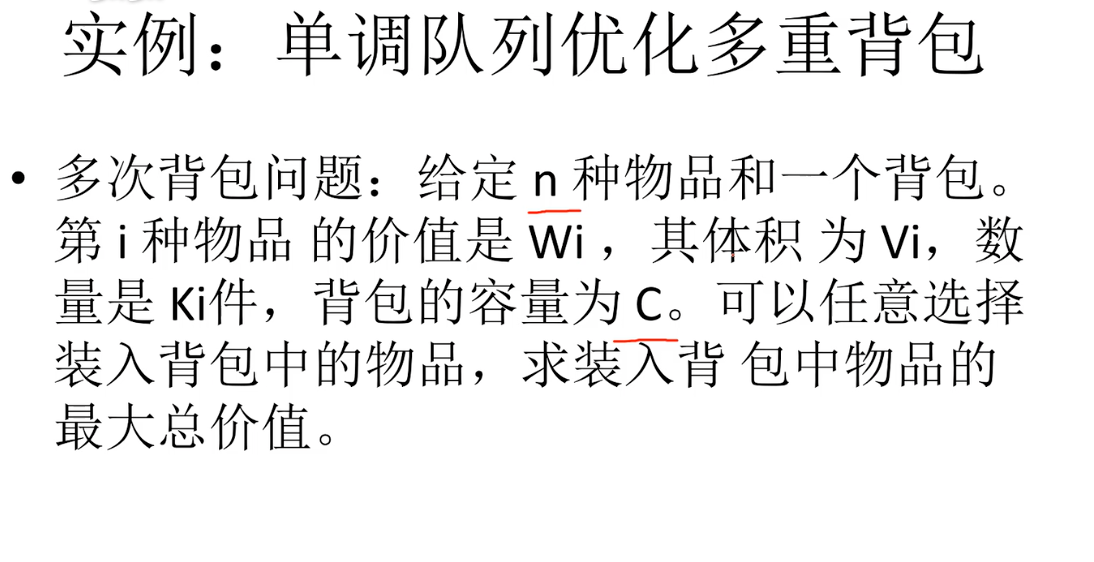 实例：单调队列优化多重背包
• 多次背包问题：给定 n 种物品和一个背包。
第 i 种物品 的价值是 Wi ，其体积 为 Vi，数
量是 Ki件，背包的容量为 C。可以任意选择
装入背包中的物品，求装入背 包中物品的
最大总价值。